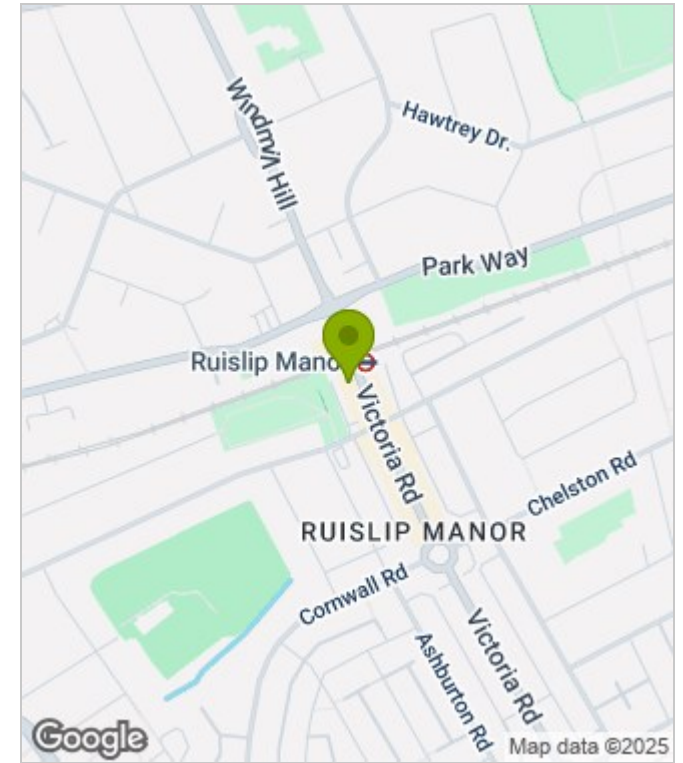 Windmill Hill
Hawtrey Dr.
Park Way
Ruislip Manor
Victoria Rd
Chelston Rd
RUISLIP MANOR
Cornwall Rd
Ashburton Rd
Victoria Rd
Google
Map data ©2025